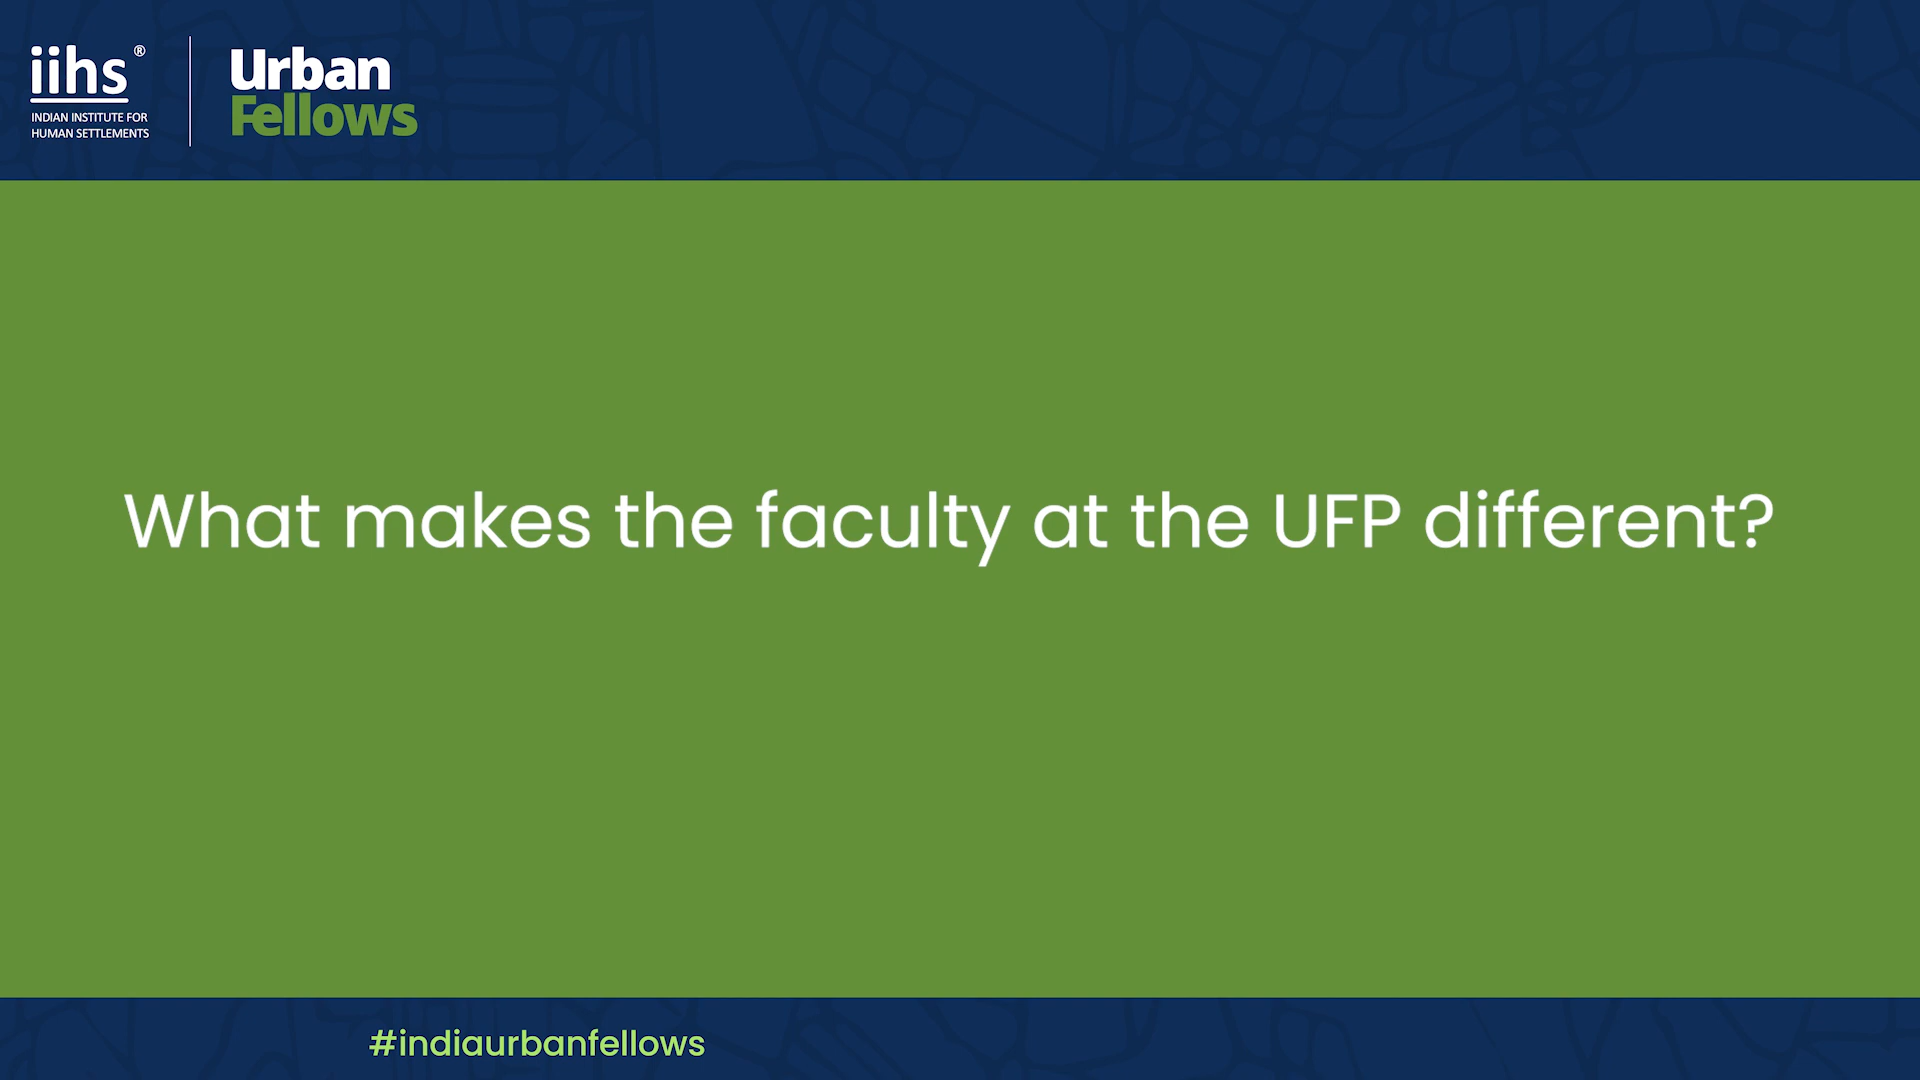 iihs®
INDIAN INSTITUTE FOR
HUMAN SETTLEMENTS
Urban
Fellows
What makes the faculty at the UFP different?
#indiaurbanfellows